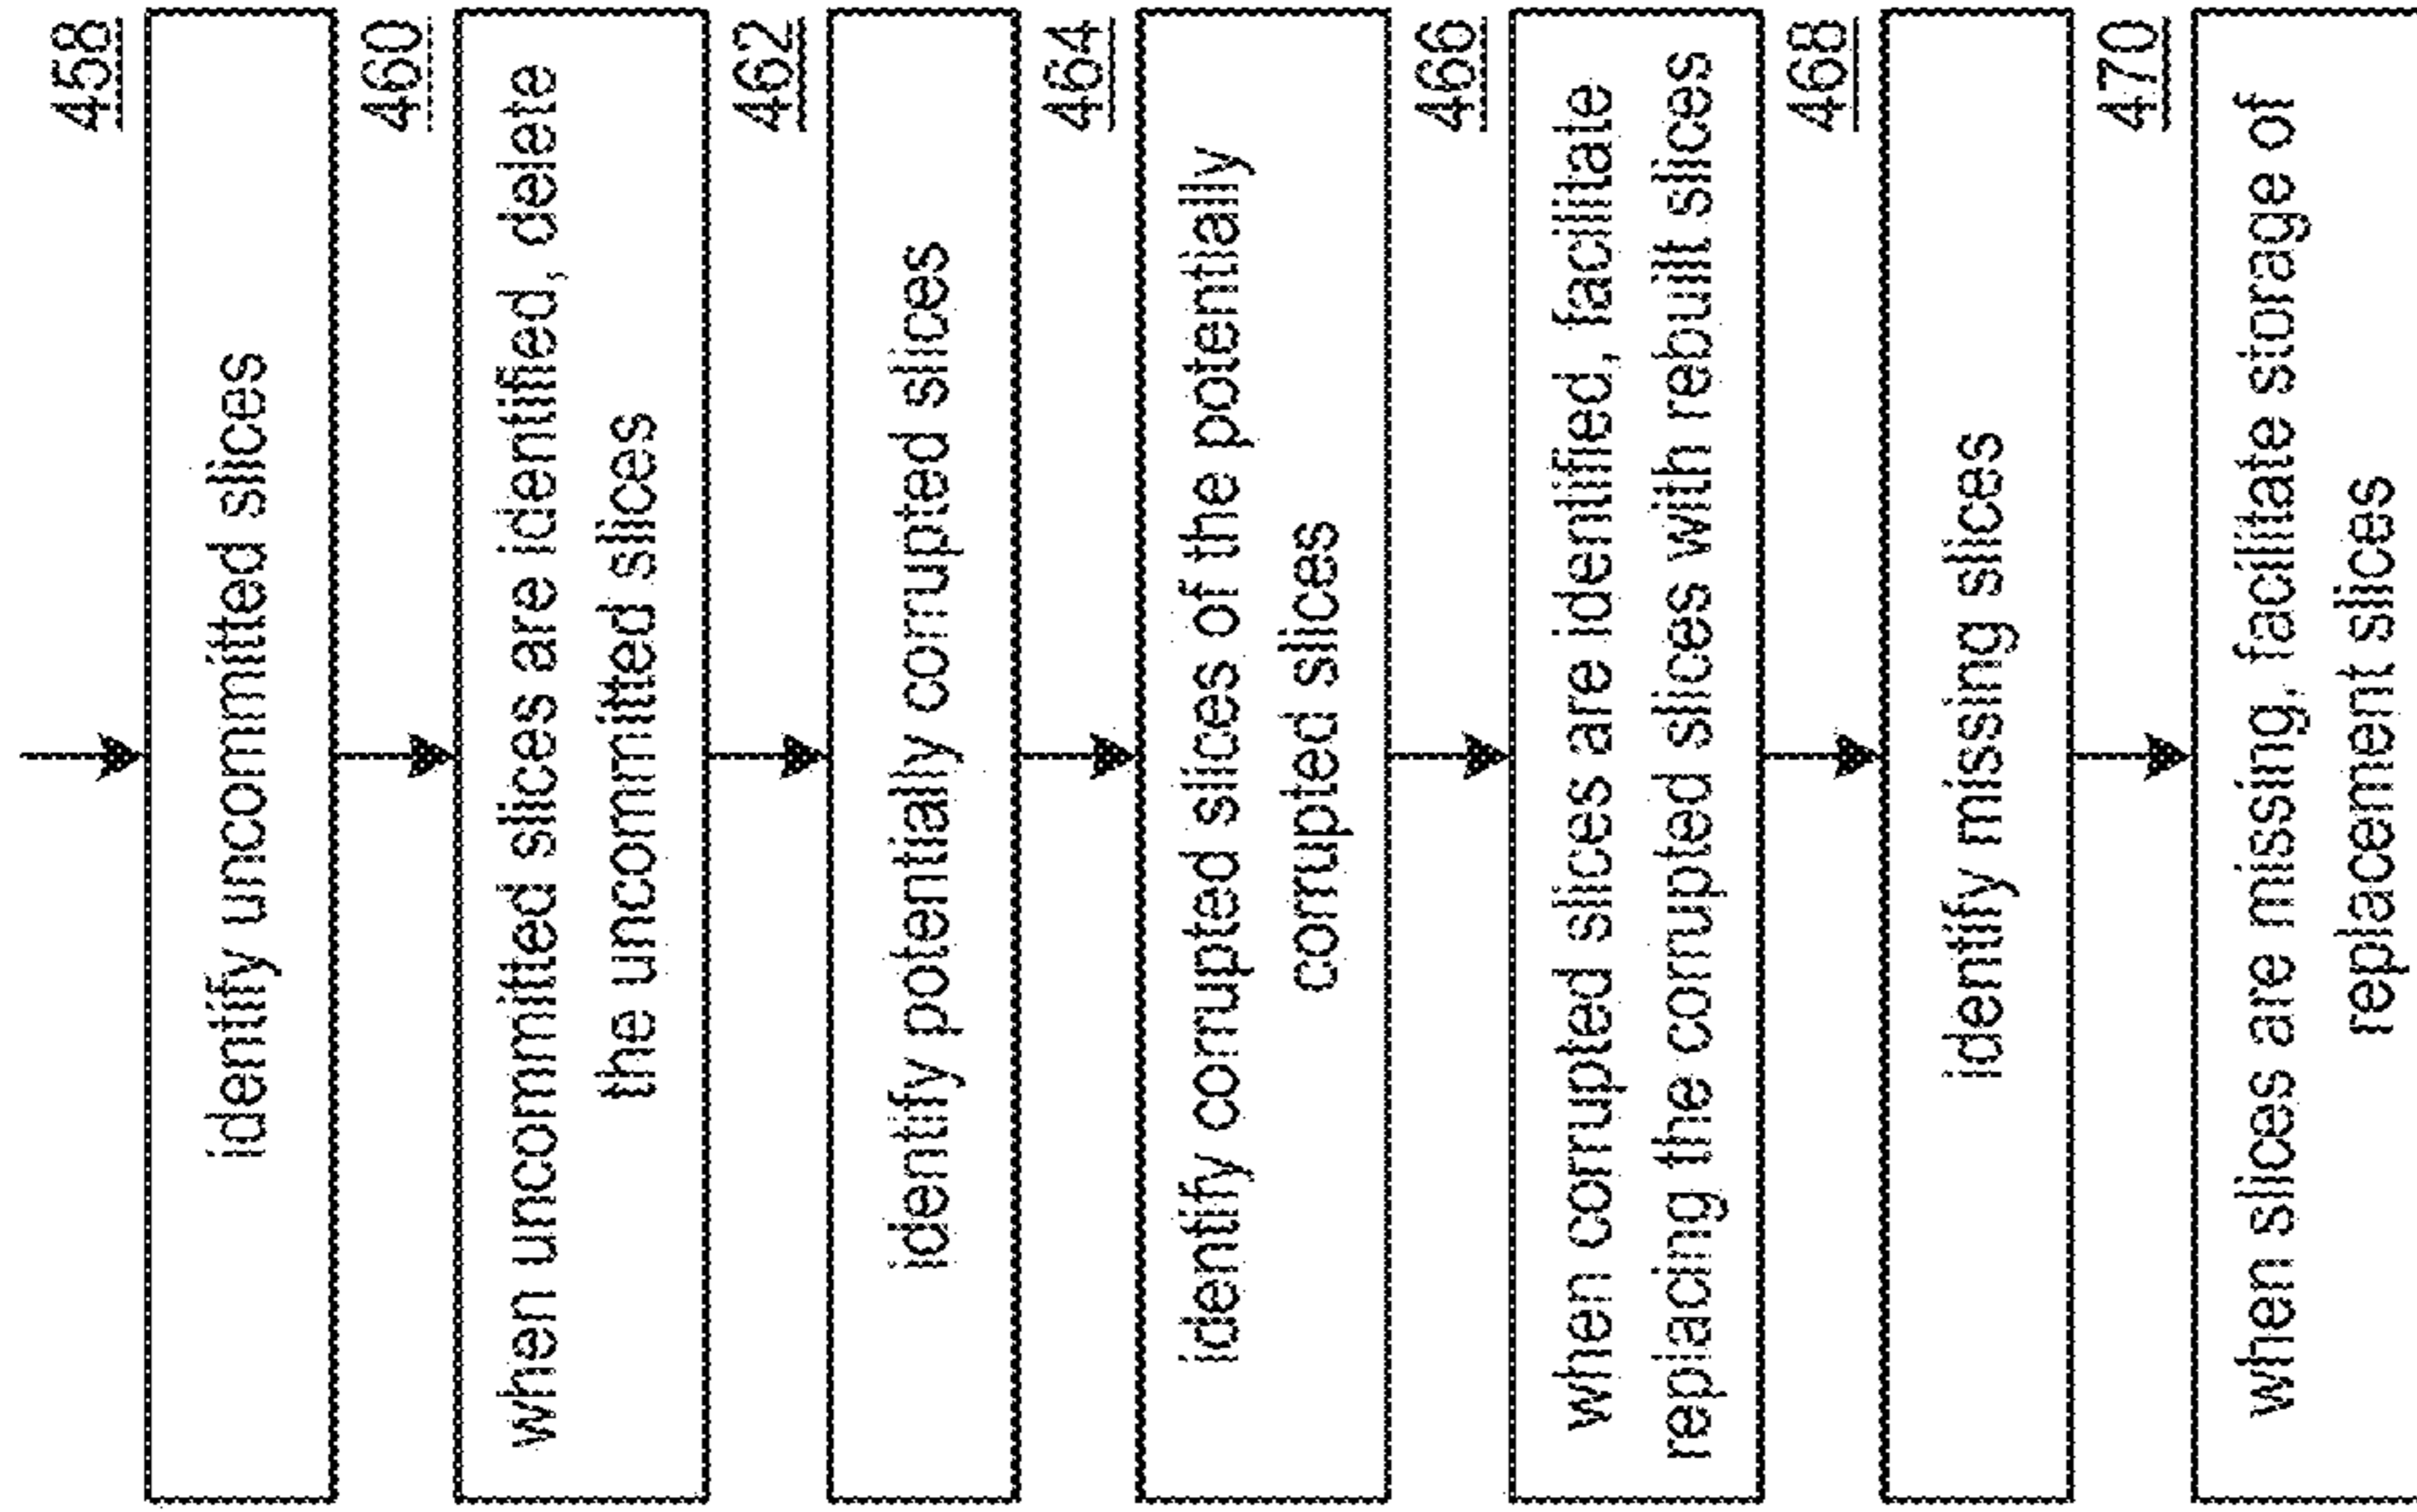 458
identify uncommitted slices
460
when uncommitted slices are identified, delete
the uncommitted slices
462
identify potentially corrupted slices
464
identify corrupted slices of the potentially
corrupted slices
466
when corrupted slices are identified, facilitate
replacing the corrupted slices with rebuilt slices
468
identify missing slices
470
when slices are missing, facilitate storage of
replacement slices